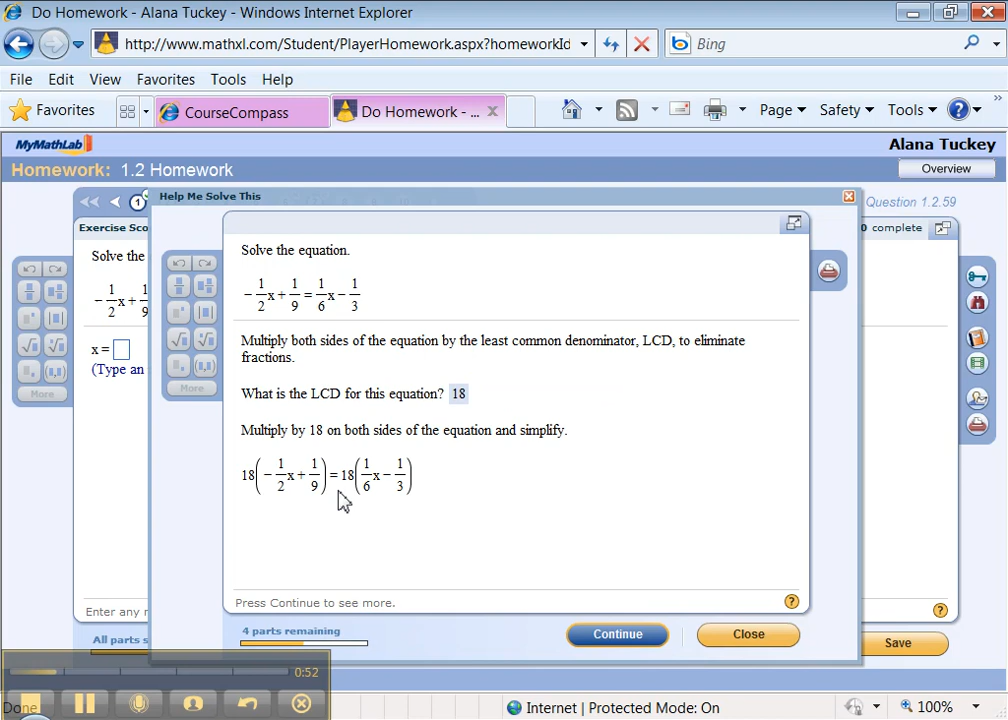 Do Homework - Alana Tuckey - Windows Internet Explorer
http://www.mathxl.com/Student/PlayerHomework.aspx?homeworkId
Bing
File Edit View Favorites Tools Help
Favorites CourseCompass Do Homework - ... Page Safety Tools
MyMathLab Alana Tuckey
Homework: 1.2 Homework Overview
1 Help Me Solve This Question 1.2.59
Exercise Sco 0 complete
Solve the
-1/2x+1/9
x =
(Type an
More
More
Solve the equation.
-1/2x+1/9=1/6x-1/3
Multiply both sides of the equation by the least common denominator, LCD, to eliminate
fractions.
What is the LCD for this equation? 18
Multiply by 18 on both sides of the equation and simplify.
18(-1/2x+1/9)=18(1/6x-1/3)
Press Continue to see more.
Enter any r
All parts s
4 parts remaining Continue Close Save
0:52
Done Internet | Protected Mode: On 100%